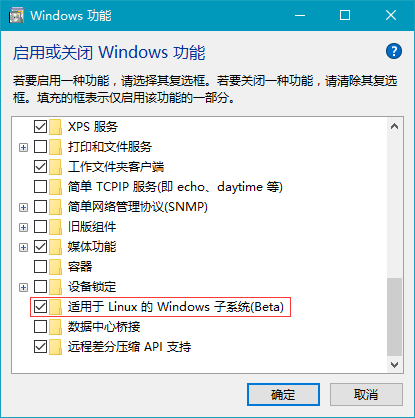 Windows 功能
启用或关闭 Windows 功能
若要启用一种功能，请选择其复选框。若要关闭一种功能，请清除其复选
框。填充的框表示仅启用该功能的一部分。
XPS 服务
打印和文件服务
工作文件夹客户端
简单 TCPIP 服务(即 echo、daytime 等)
简单网络管理协议(SNMP)
旧版组件
媒体功能
容器
设备锁定
适用于 Linux 的 Windows 子系统(Beta)
数据中心桥接
远程差分压缩 API 支持
确定
取消